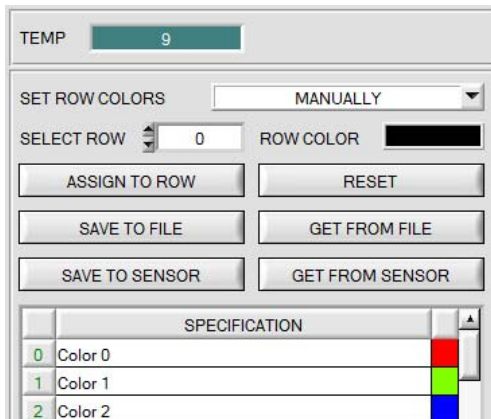 TEMP 9
SET ROW COLORS MANUALLY
SELECT ROW 0 ROW COLOR
ASSIGN TO ROW RESET
SAVE TO FILE GET FROM FILE
SAVE TO SENSOR GET FROM SENSOR
SPECIFICATION
0 Color 0
1 Color 1
2 Color 2